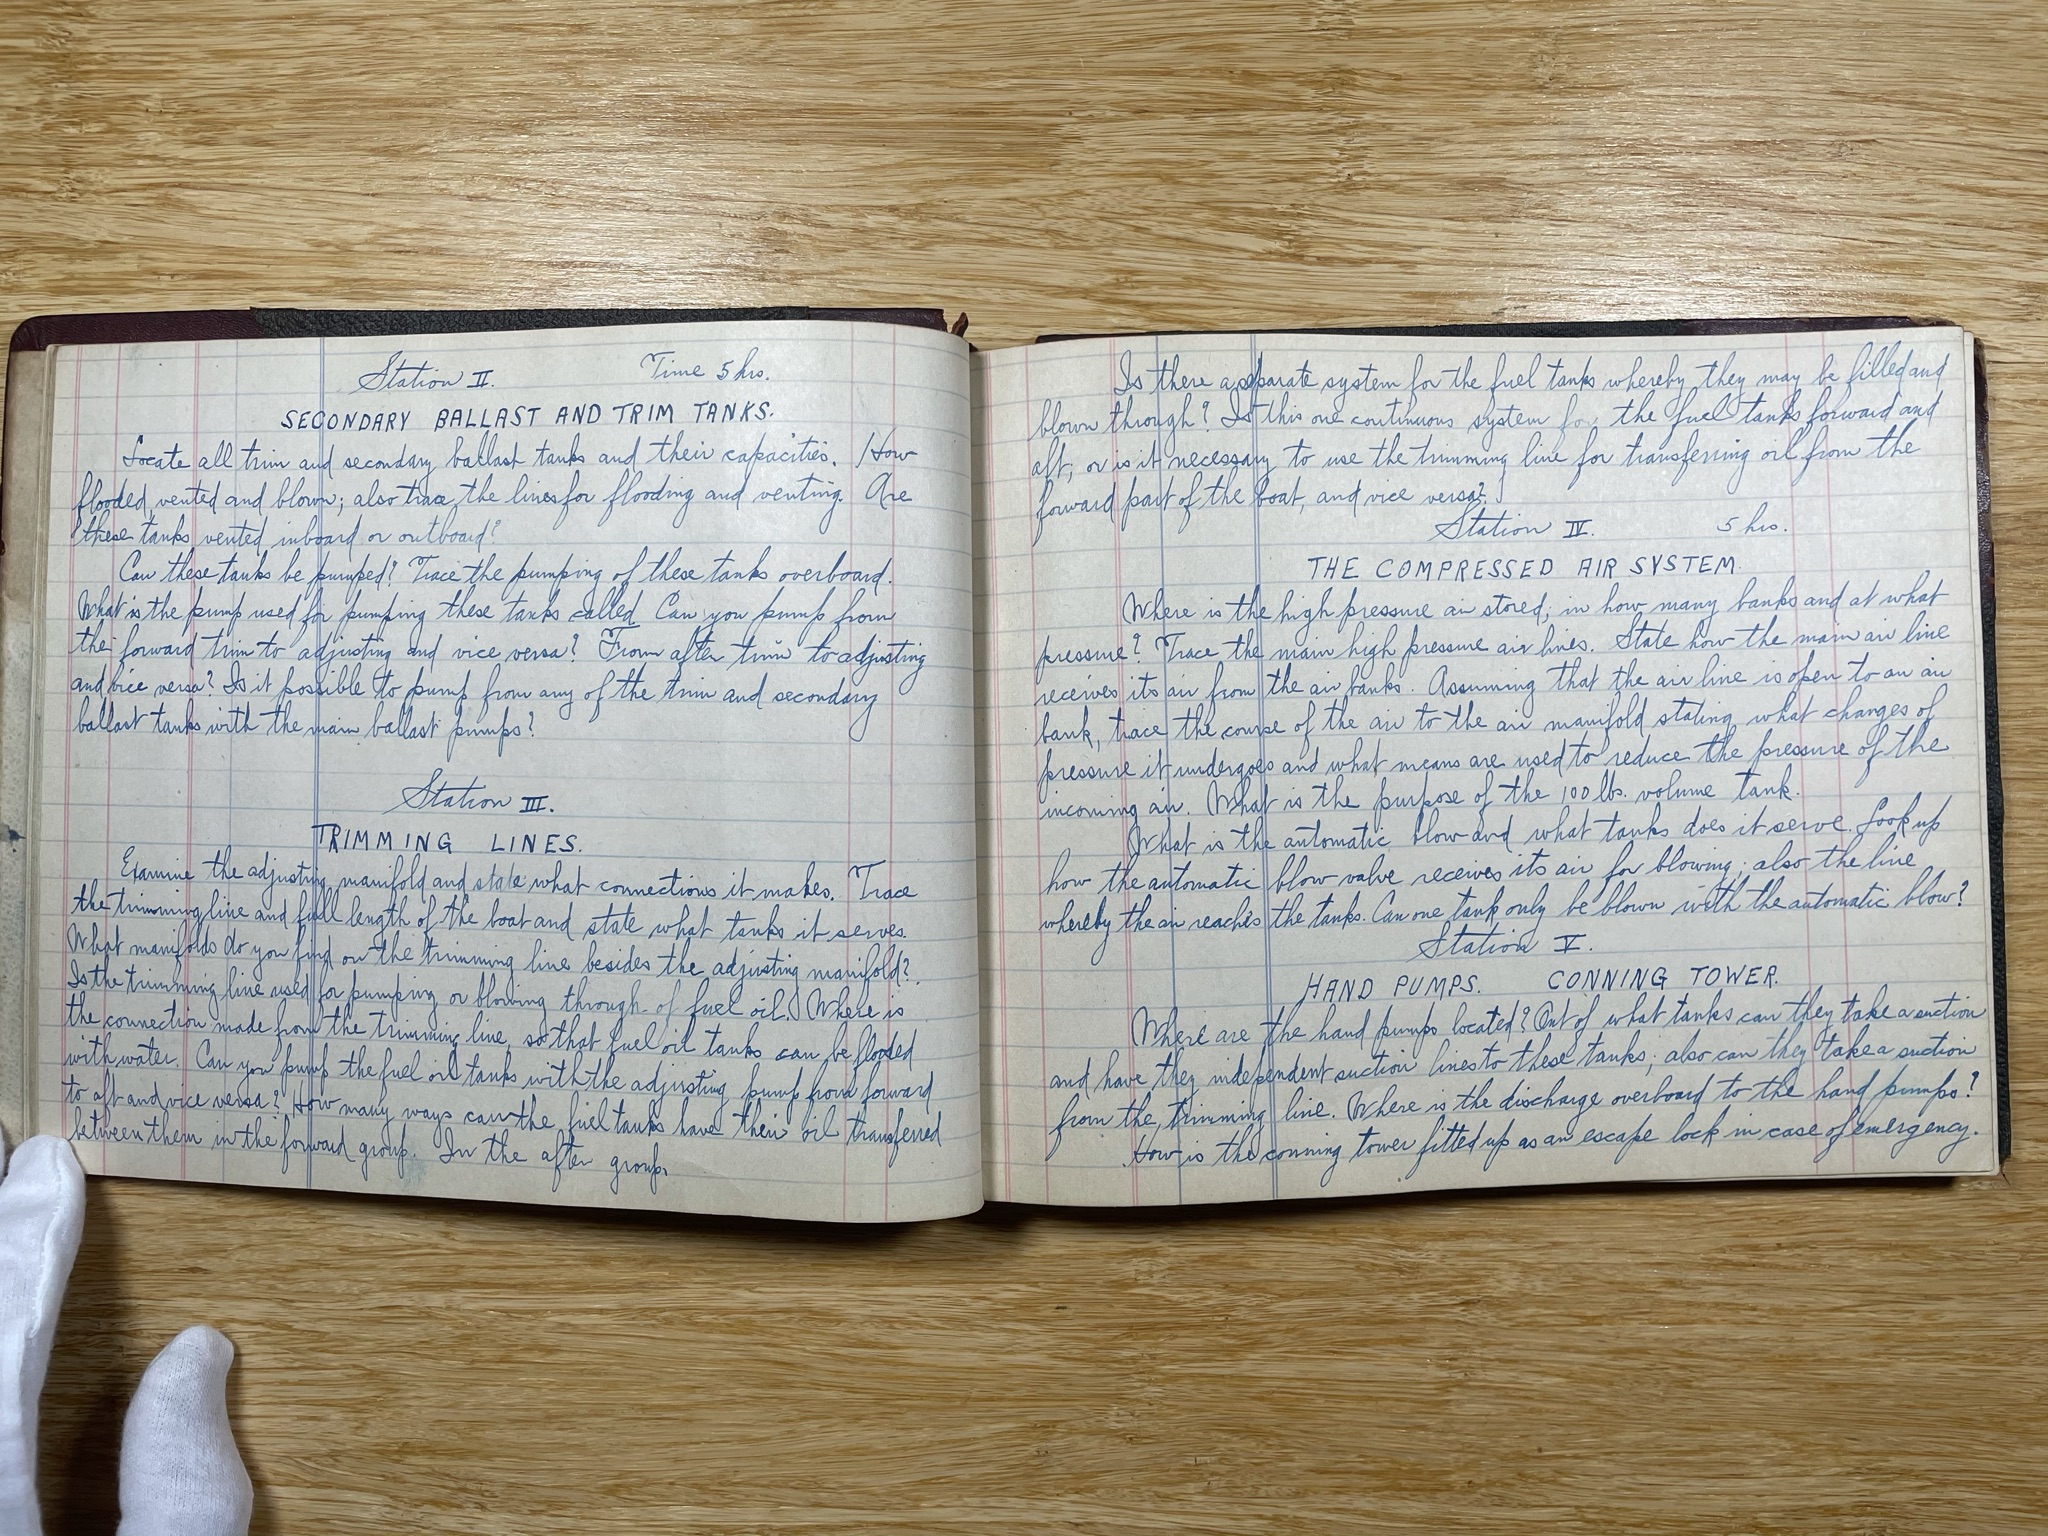 Station II. Time 5 hrs.
SECONDARY BALLAST AND TRIM TANKS.
Locate all trim and secondary ballast tanks and their capacities. How
flooded, vented and blown; also trace the lines for flooding and venting. Are
these tanks vented inboard or outboard?
Can these tanks be pumped? Trace the pumping of these tanks overboard.
What is the pump used for pumping these tanks called. Can you pump from
the forward trim to adjusting and vice versa? From after trim to adjusting
and vice versa? Is it possible to pump from any of the trim and secondary
ballast tanks with the main ballast pumps?
Station III.
TRIMMING LINES.
Examine the adjusting manifold and state what connections it makes. Trace
the trimming line and full length of the boat and state what tanks it serves.
What manifolds do you find on the trimming line besides the adjusting manifold?
Is the trimming line used for pumping or blowing through of fuel oil. Where is
the connection made from the trimming line, so that fuel oil tanks can be flooded
with water. Can you pump the fuel oil tanks with the adjusting pump from forward
to aft and vice versa? How many ways can the fuel tanks have their oil transferred
between them in the forward group. In the after group.
Is there a separate system for the fuel tanks whereby they may be filled and
blown through? Is this one continuous system for the fuel tanks forward and
aft, or is it necessary to use the trimming line for transferring oil from the
forward part of the boat, and vice versa?
Station IV. 5 hrs.
THE COMPRESSED AIR SYSTEM.
Where is the high pressure air stored; in how many banks and at what
pressure? Trace the main high pressure air lines. State how the main air line
receives its air from the air banks. Assuming that the air line is open to an air
bank, trace the course of the air to the air manifold stating what changes of
pressure it undergoes and what means are used to reduce the pressure of the
incoming air. What is the purpose of the 100 lbs. volume tank.
What is the automatic blow and what tanks does it serve. Look up
how the automatic blow valve receives its air for blowing; also the line
whereby the air reaches the tanks. Can one tank only be blown with the automatic blow?
Station V.
HAND PUMPS. CONNING TOWER.
Where are the hand pumps located? Out of what tanks can they take a suction
and have they independent suction lines to these tanks; also can they take a suction
from the trimming line. Where is the discharge overboard to the hand pumps?
How is the conning tower fitted up as an escape lock in case of emergency.